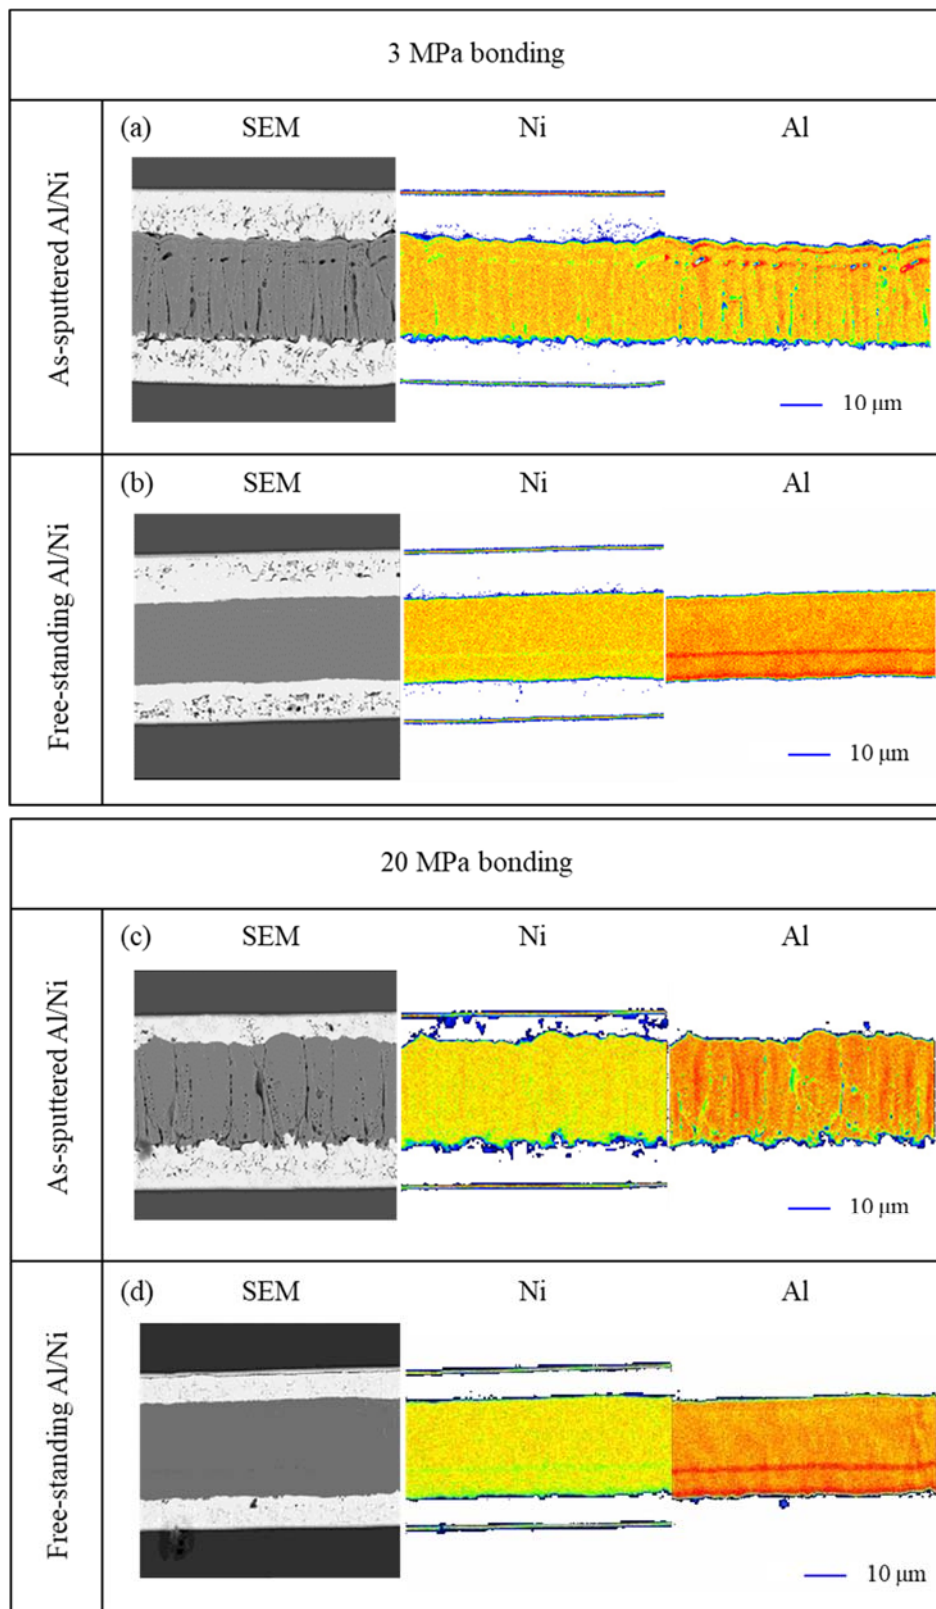 3 MPa bonding
As-sputtered Al/Ni
(a)
SEM
Ni
Al
10 μm
Free-standing Al/Ni
(b)
SEM
Ni
Al
10 μm
20 MPa bonding
As-sputtered Al/Ni
(c)
SEM
Ni
Al
10 μm
Free-standing Al/Ni
(d)
SEM
Ni
Al
10 μm